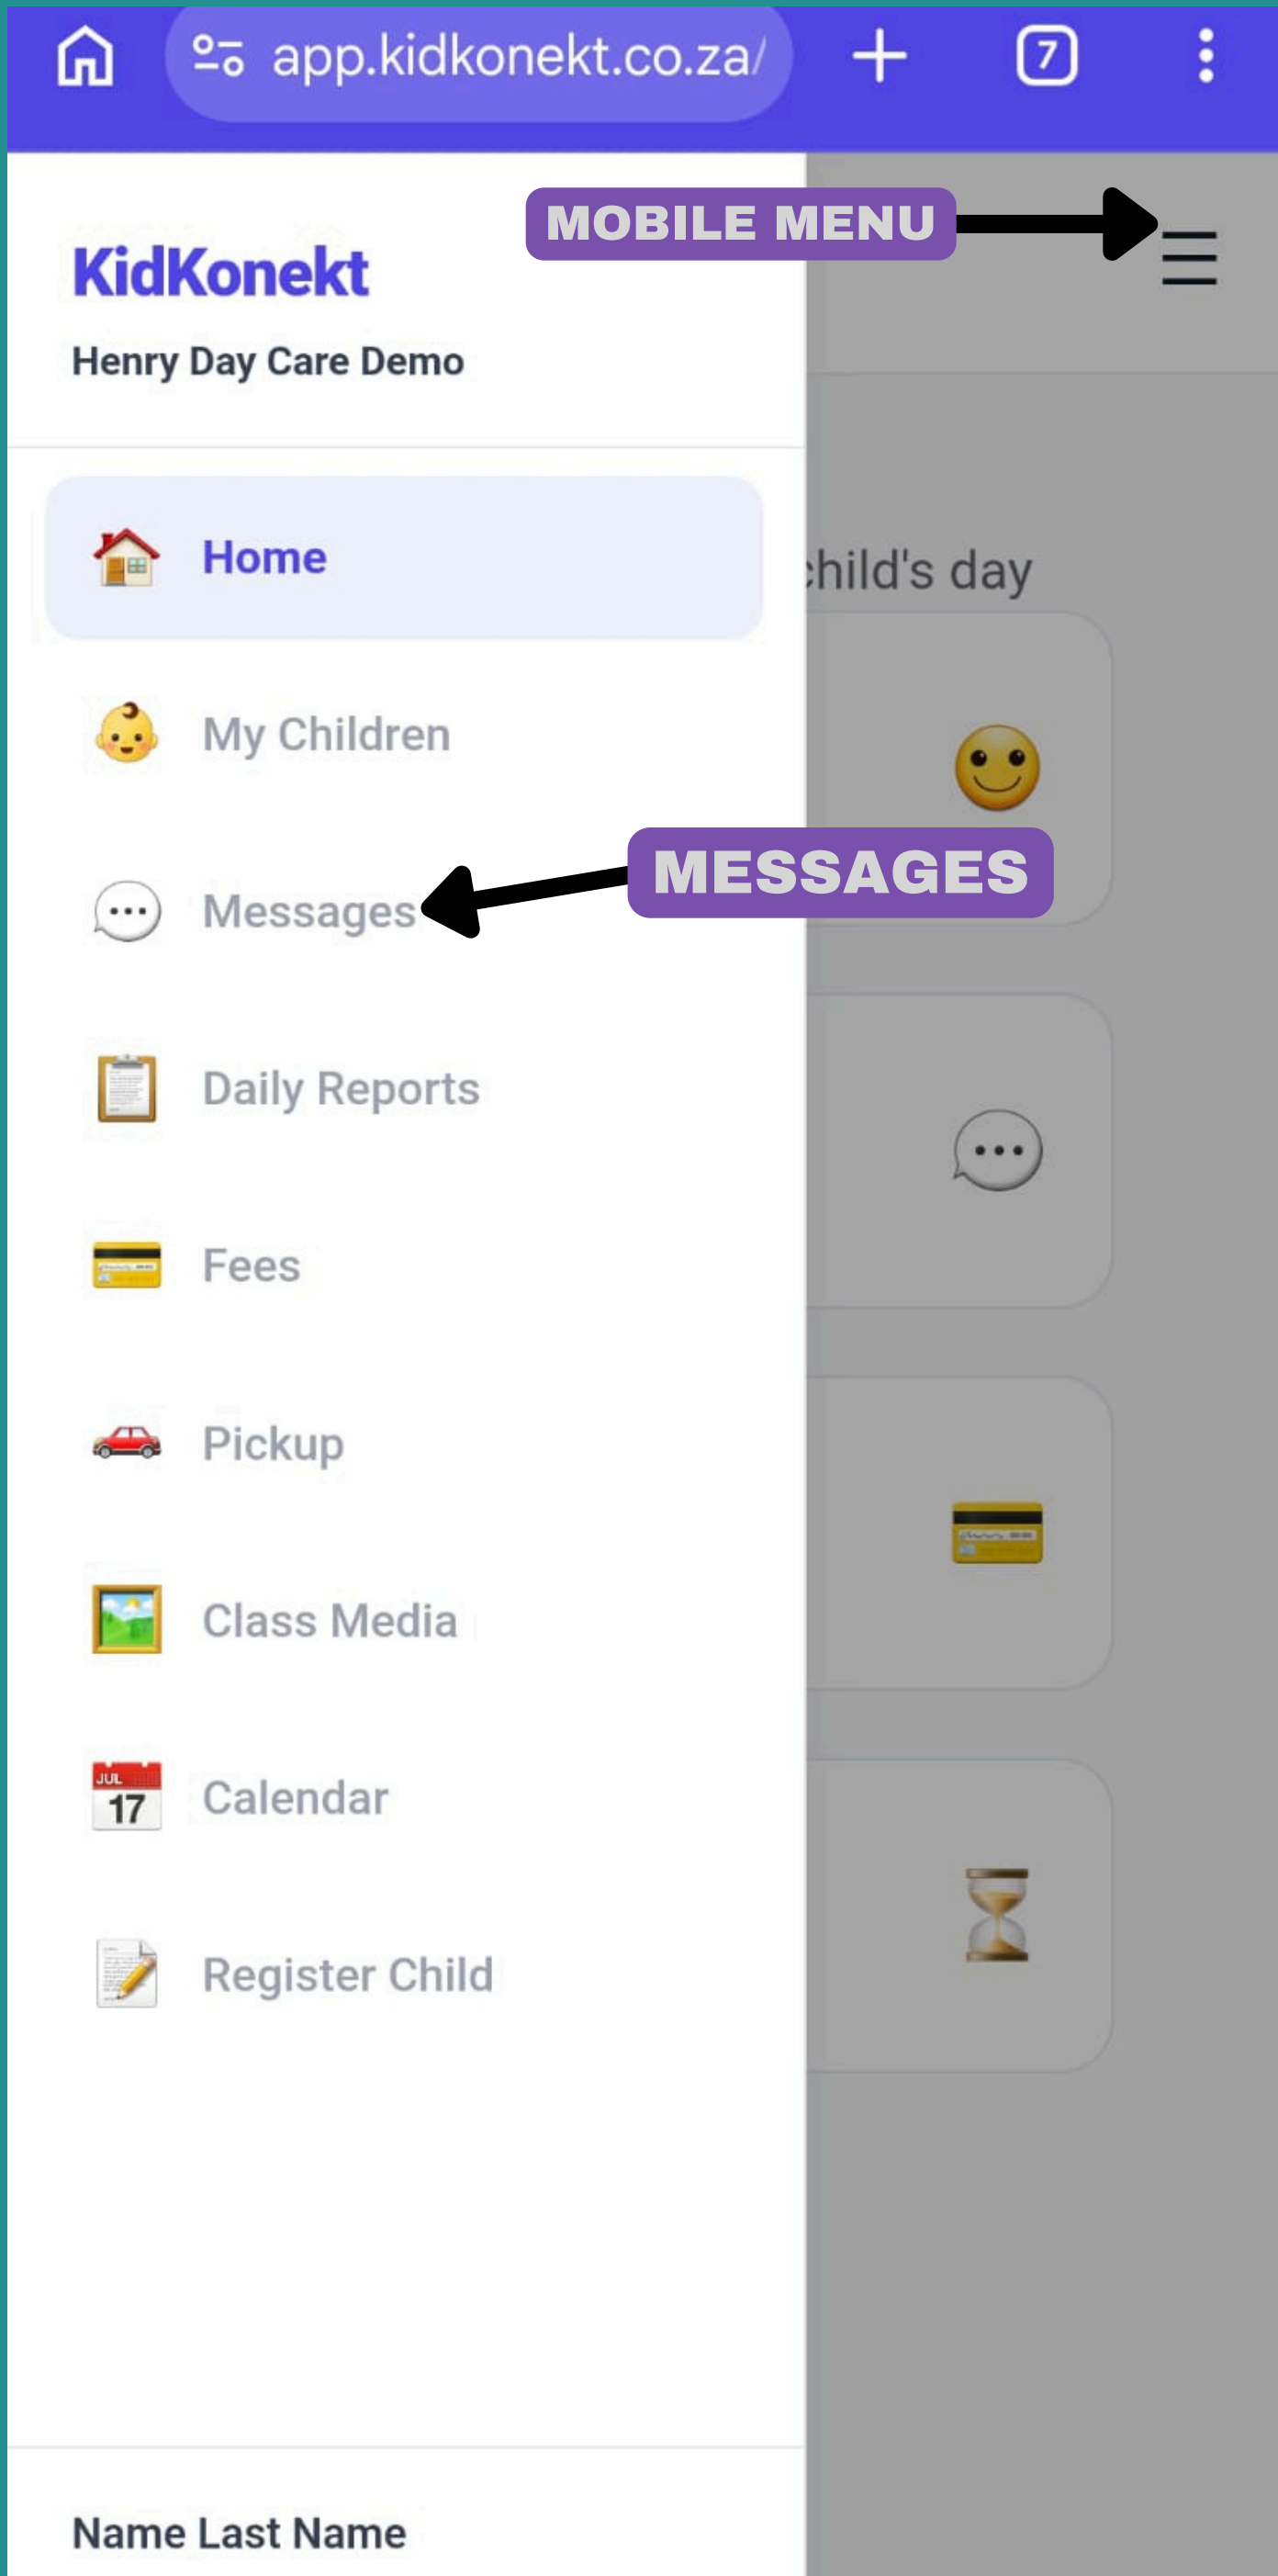 app.kidkonekt.co.za/
7
MOBILE MENU
KidKonekt
Henry Day Care Demo
Home
child's day
My Children
MESSAGES
Messages
Daily Reports
Fees
Pickup
Class Media
JUL
17
Calendar
Register Child
Name Last Name